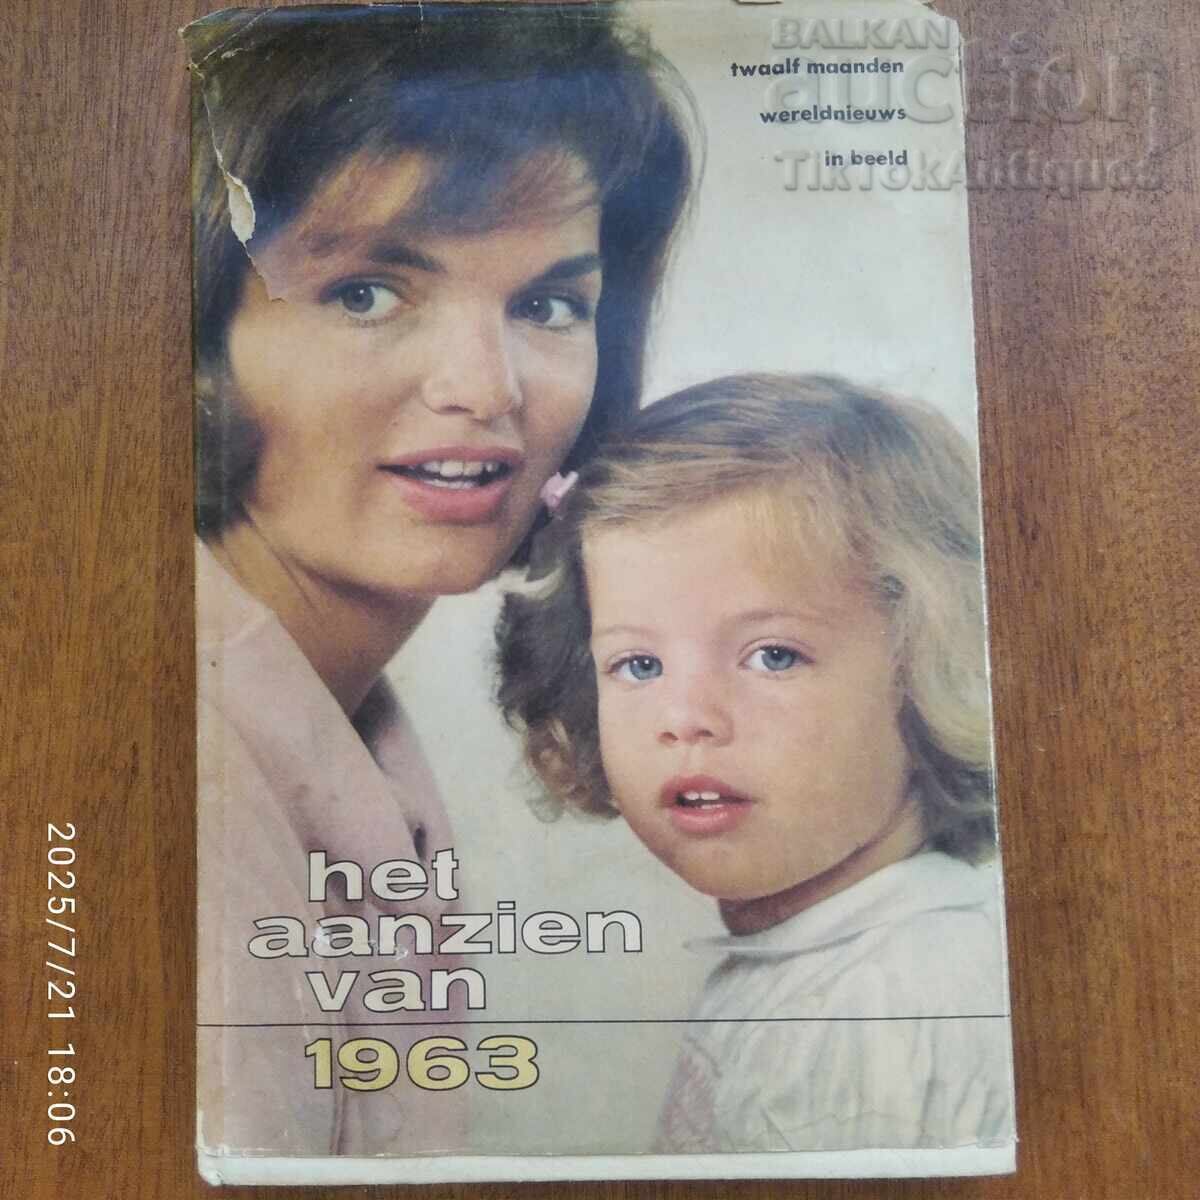 BALKAN
auction
TikTokAntiques
twaalf maanden
wereldnieuws
in beeld
het
aanzien
van
1963
2025/7/21 18:06